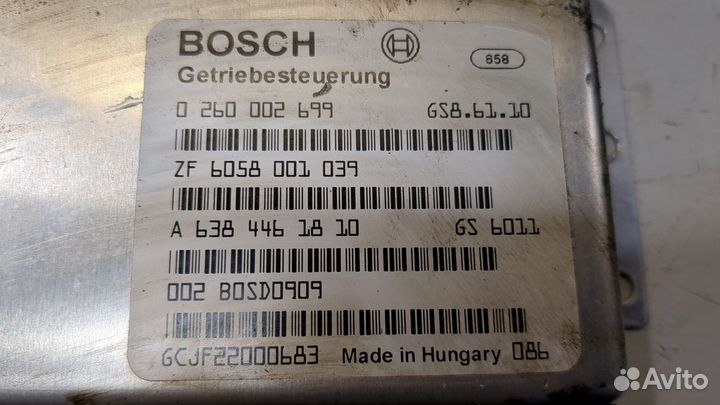 BOSCH
658
Getriebesteuerung
0 260 002 699 GS8.61.10
ZF 6058 001 039
A 638 446 18 10 GS 6011
002 BOSD0909
GCJF22000683 Made in Hungary 086
Avito